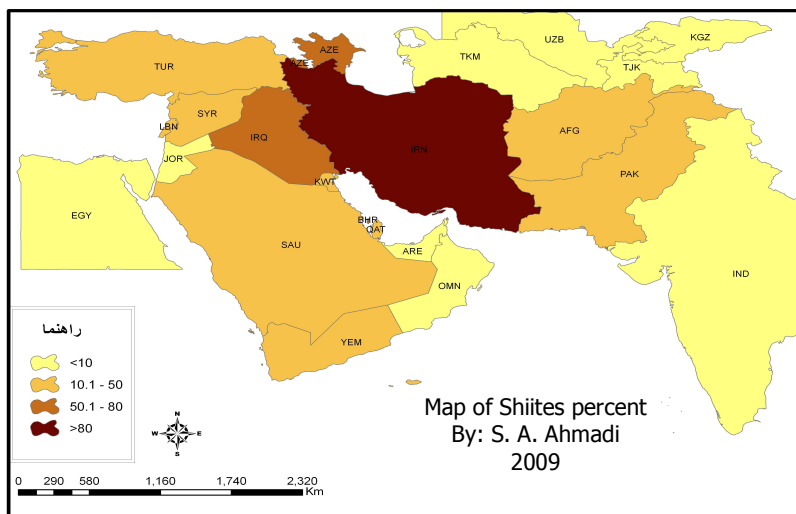 AZE
KGZ
UZB
TUR
AZE
TKM
TJK
SYR
LBN
IRQ
IRN
AFG
JOR
PAK
KWT
EGY
BHR
QAT
SAU
ARE
IND
OMN
YEM
راهنما
<10
10.1 - 50
50.1 - 80
>80
N
W E
S
Map of Shiites percent
By: S. A. Ahmadi
2009
0 290 580 1,160 1,740 2,320
Km